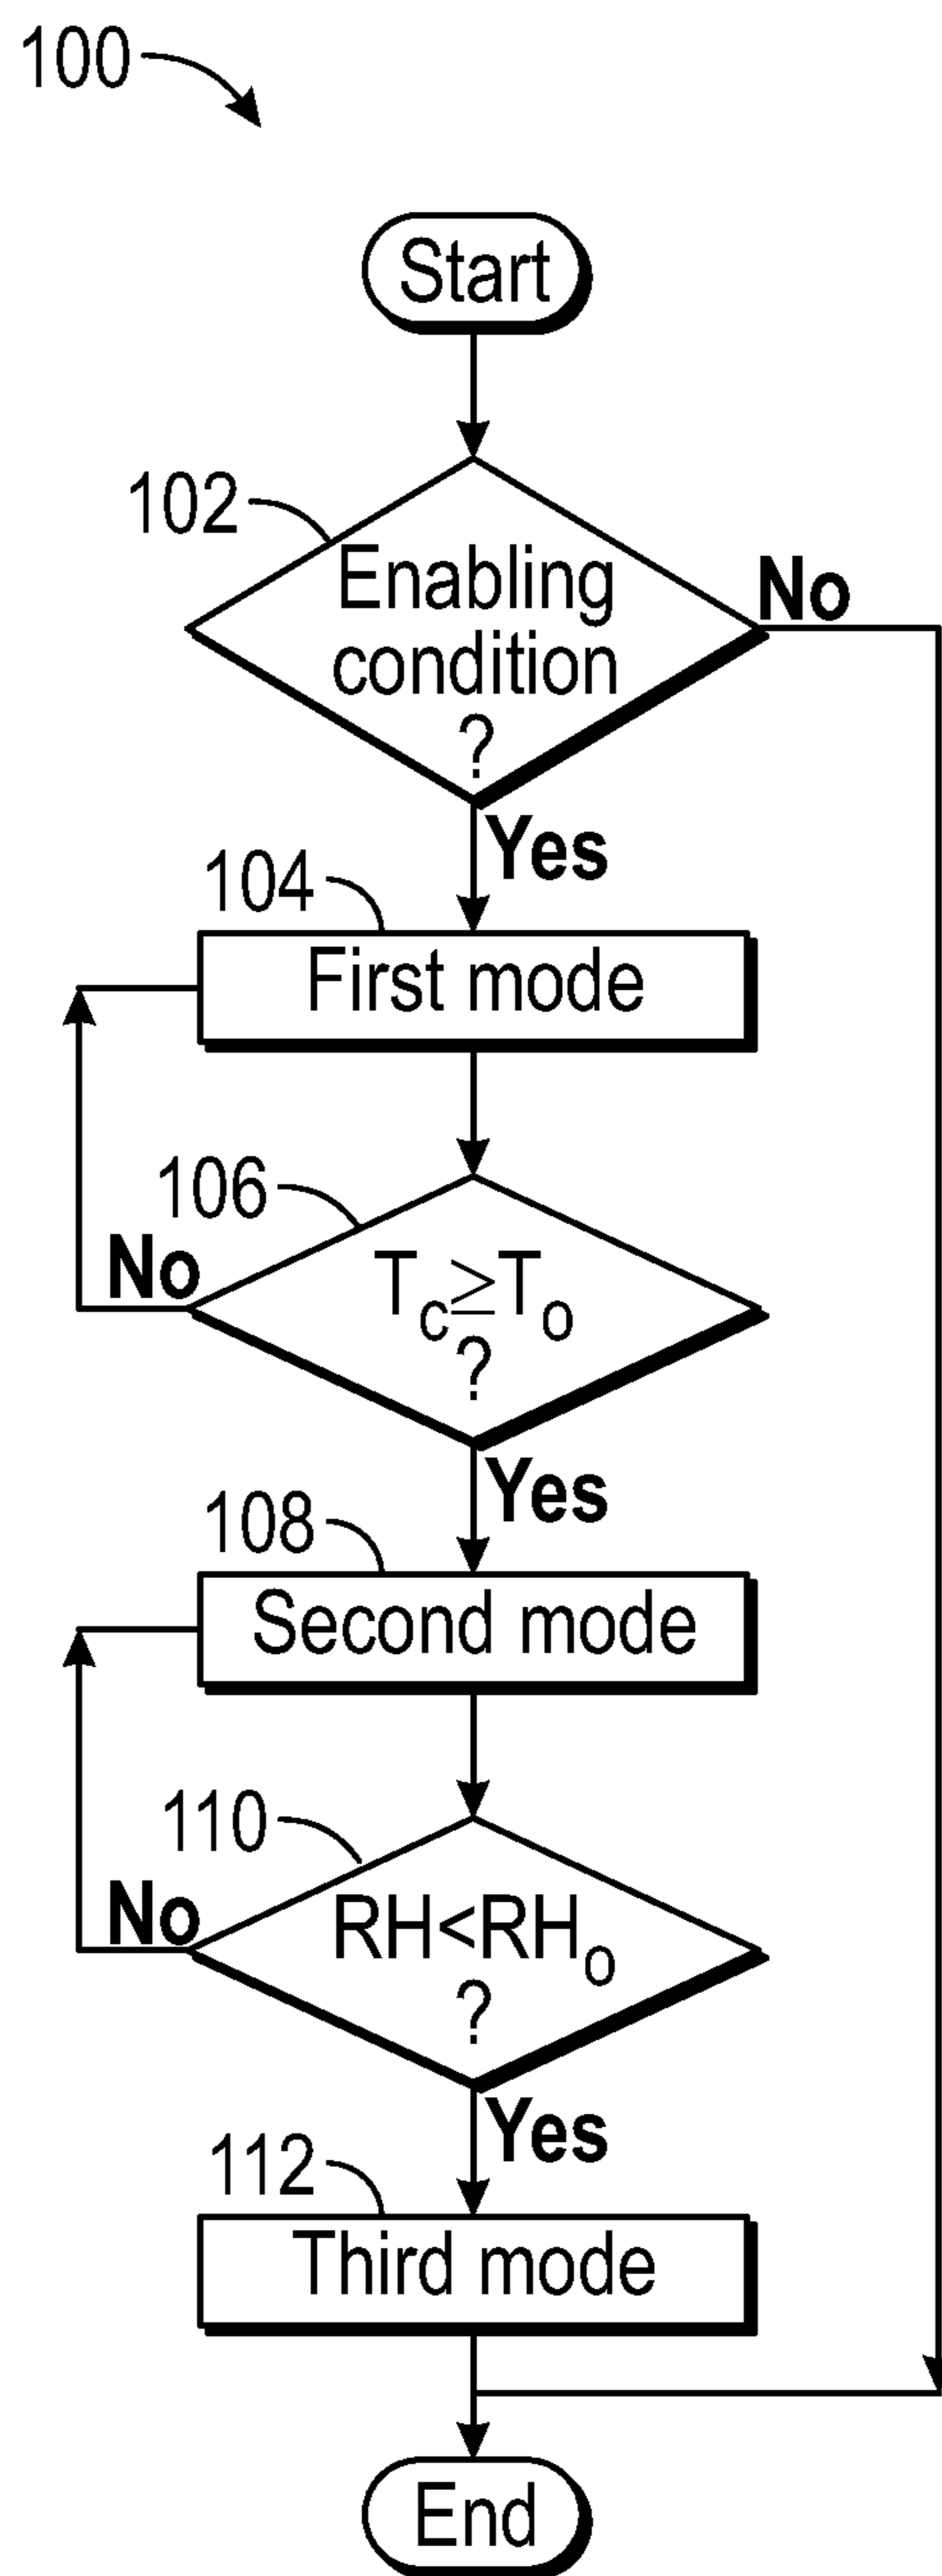 100
Start
102
Enabling
condition
?
No
Yes
104
First mode
106
No
Tc≥To
?
Yes
108
Second mode
110
No
RH<RHo
?
Yes
112
Third mode
End